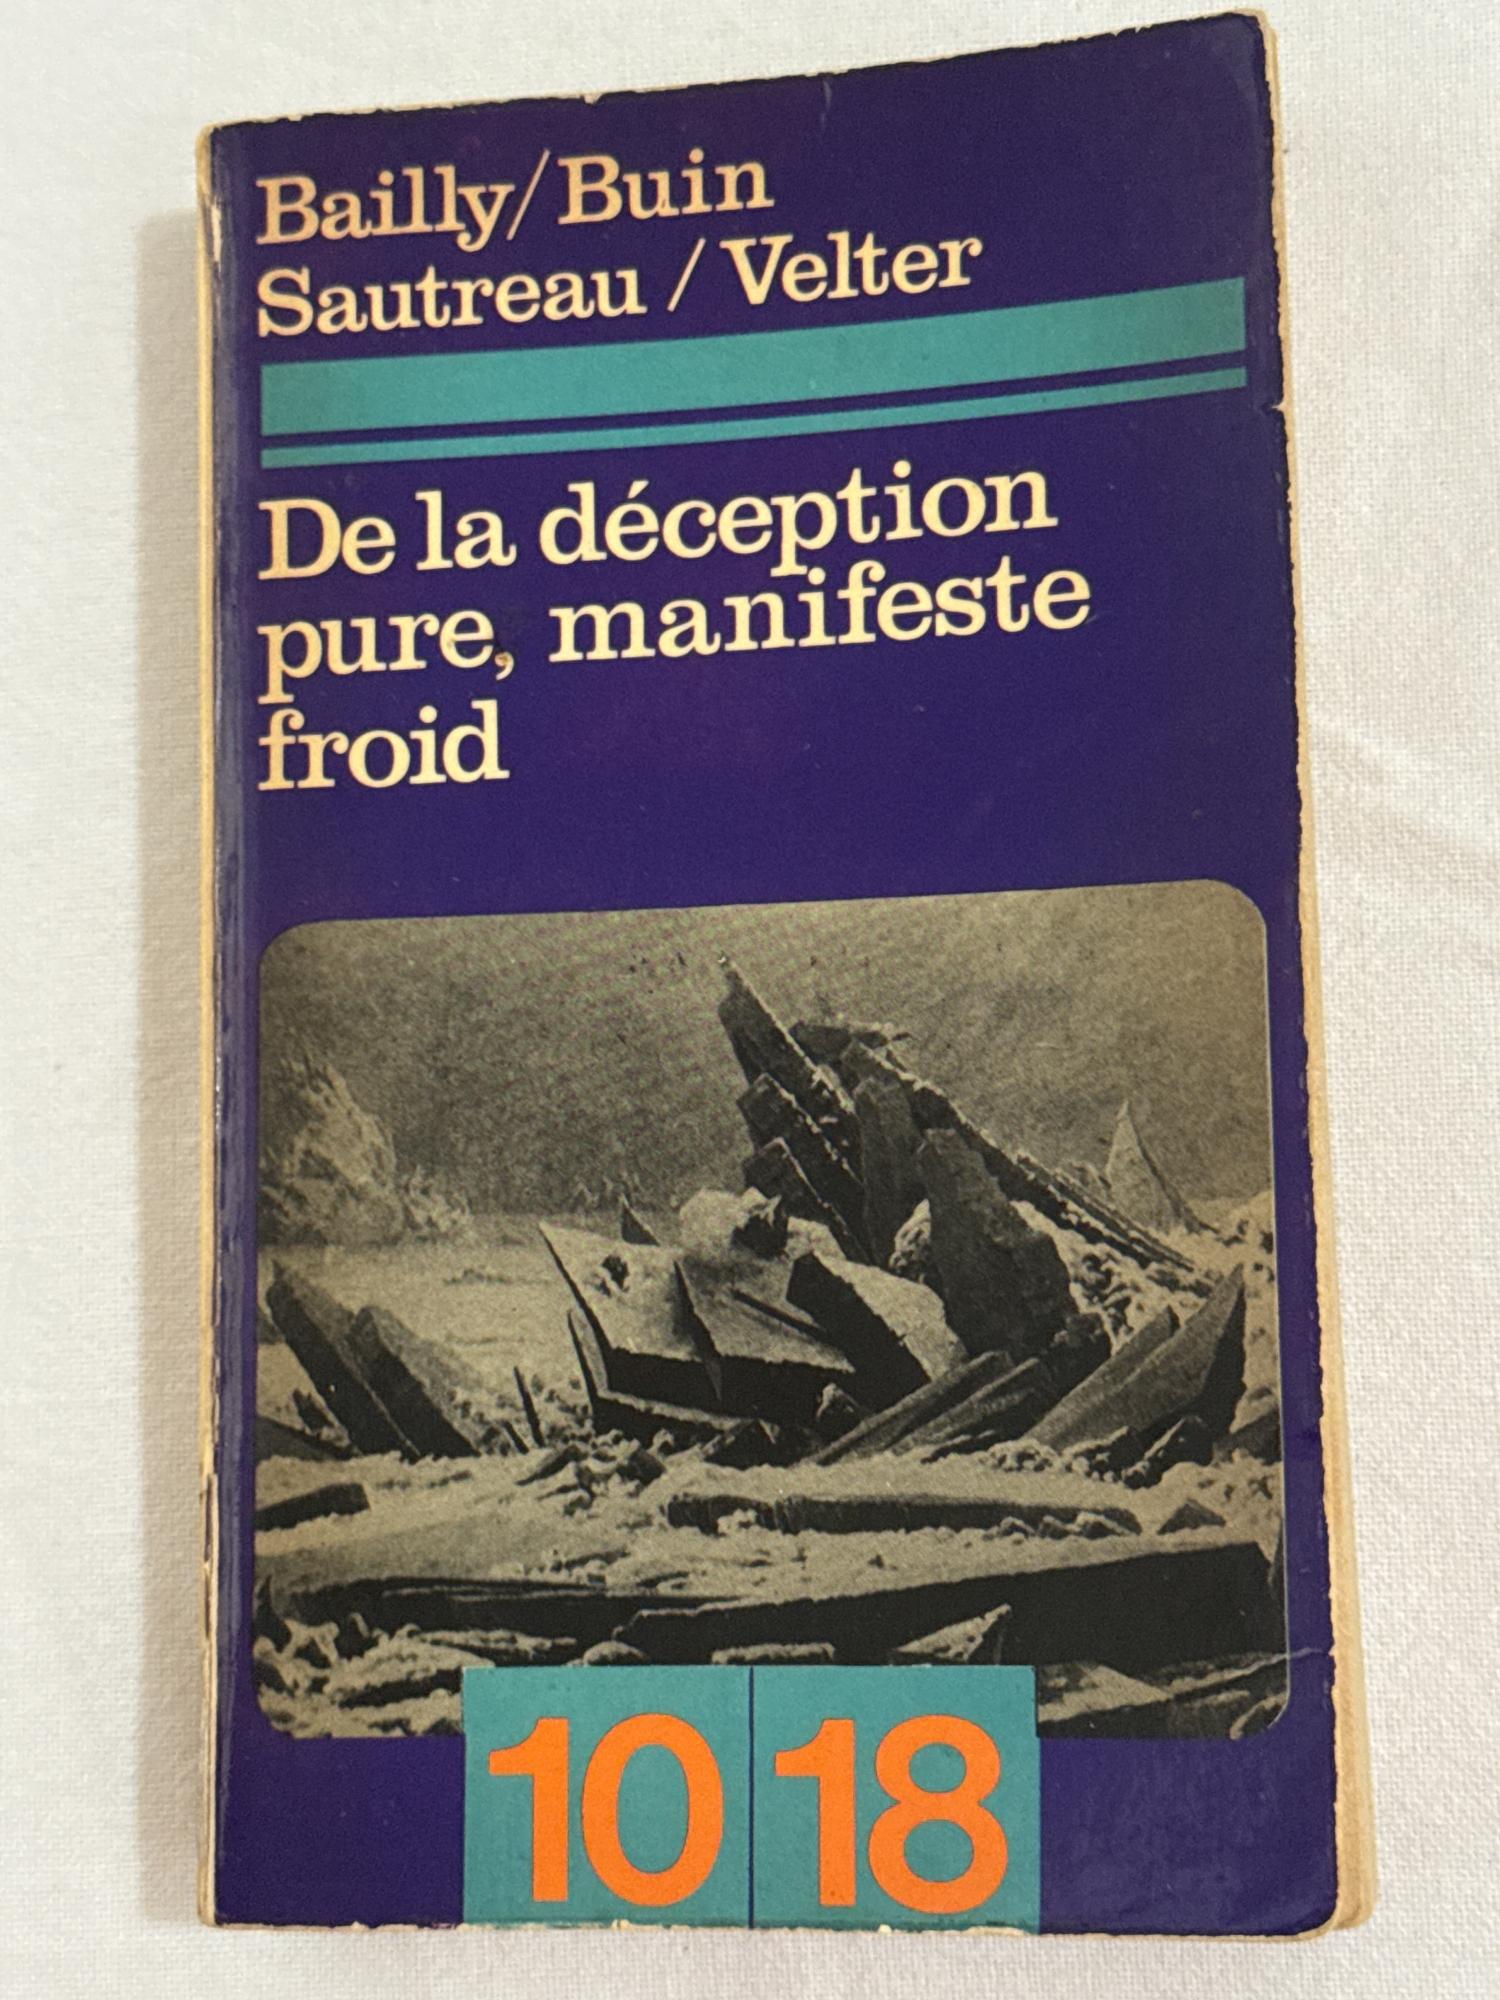 Bailly/Buin
Sautreau/Velter
De la déception
pure, manifeste
froid
10 18